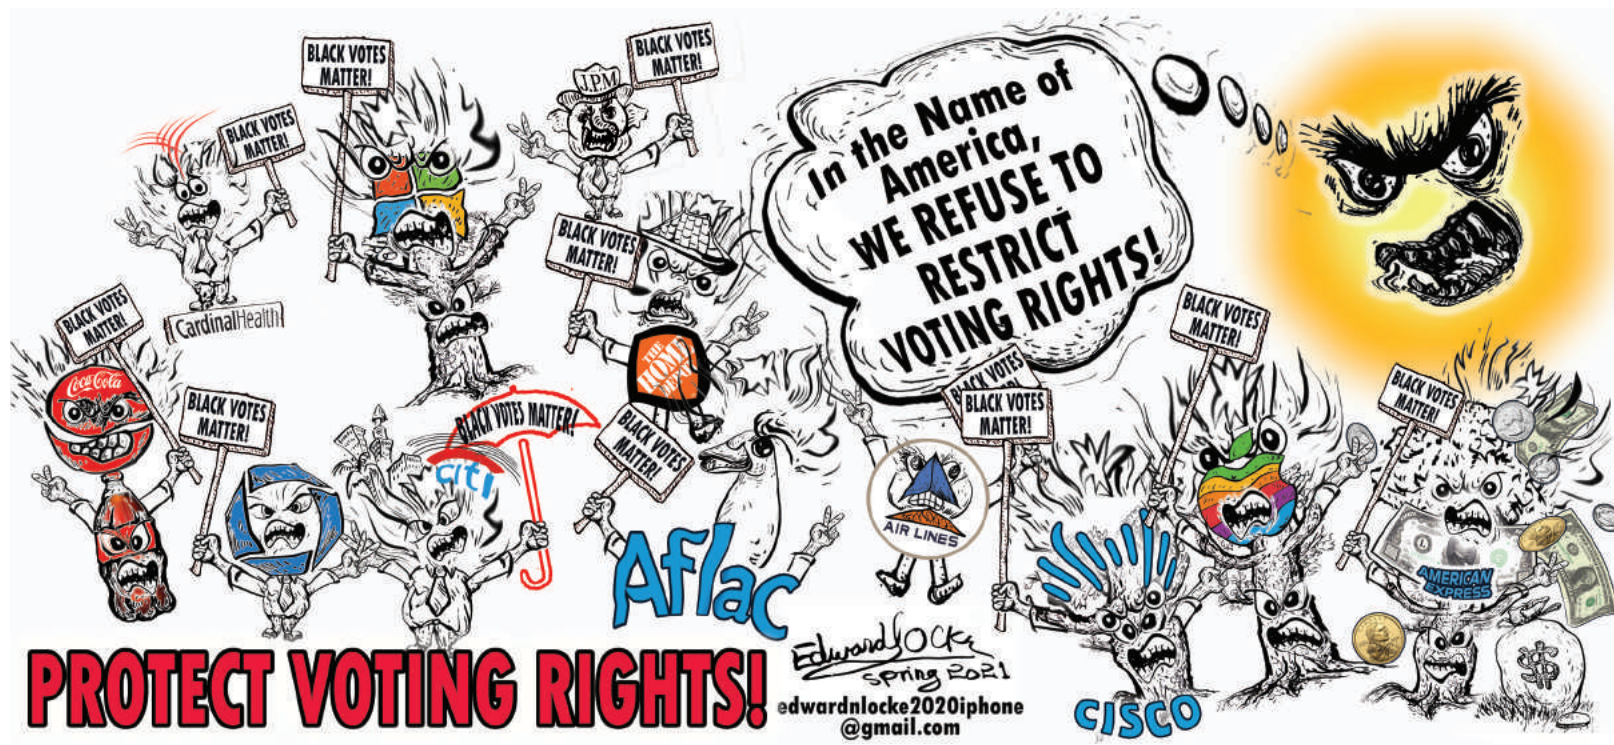 BLACK VOTES
MATTER!
BLACK VOTES
MATTER!
J.P.M
BLACK VOTES
MATTER!
In the Name of
America,
WE REFUSE TO
RESTRICT
VOTING RIGHTS!
BLACK VOTES
MATTER!
CardinalHealth
BLACK VOTES
MATTER!
Coca-Cola
THE
HOME
DEPOT
BLACK VOTES
MATTER!
BLACK VOTES
BLACK VOTES
MATTER!
BLACK VOTES
MATTER!
BLACK VOTES
MATTER!
BLACK VOTES MATTER!
citi
BLACK VOTES
MATTER!
AIR LINES
Aflac
AMERICAN
EXPRESS
CISCO
PROTECT VOTING RIGHTS!
Edward Locke
Spring 2021
edwardnlocke2020iphone
@gmail.com